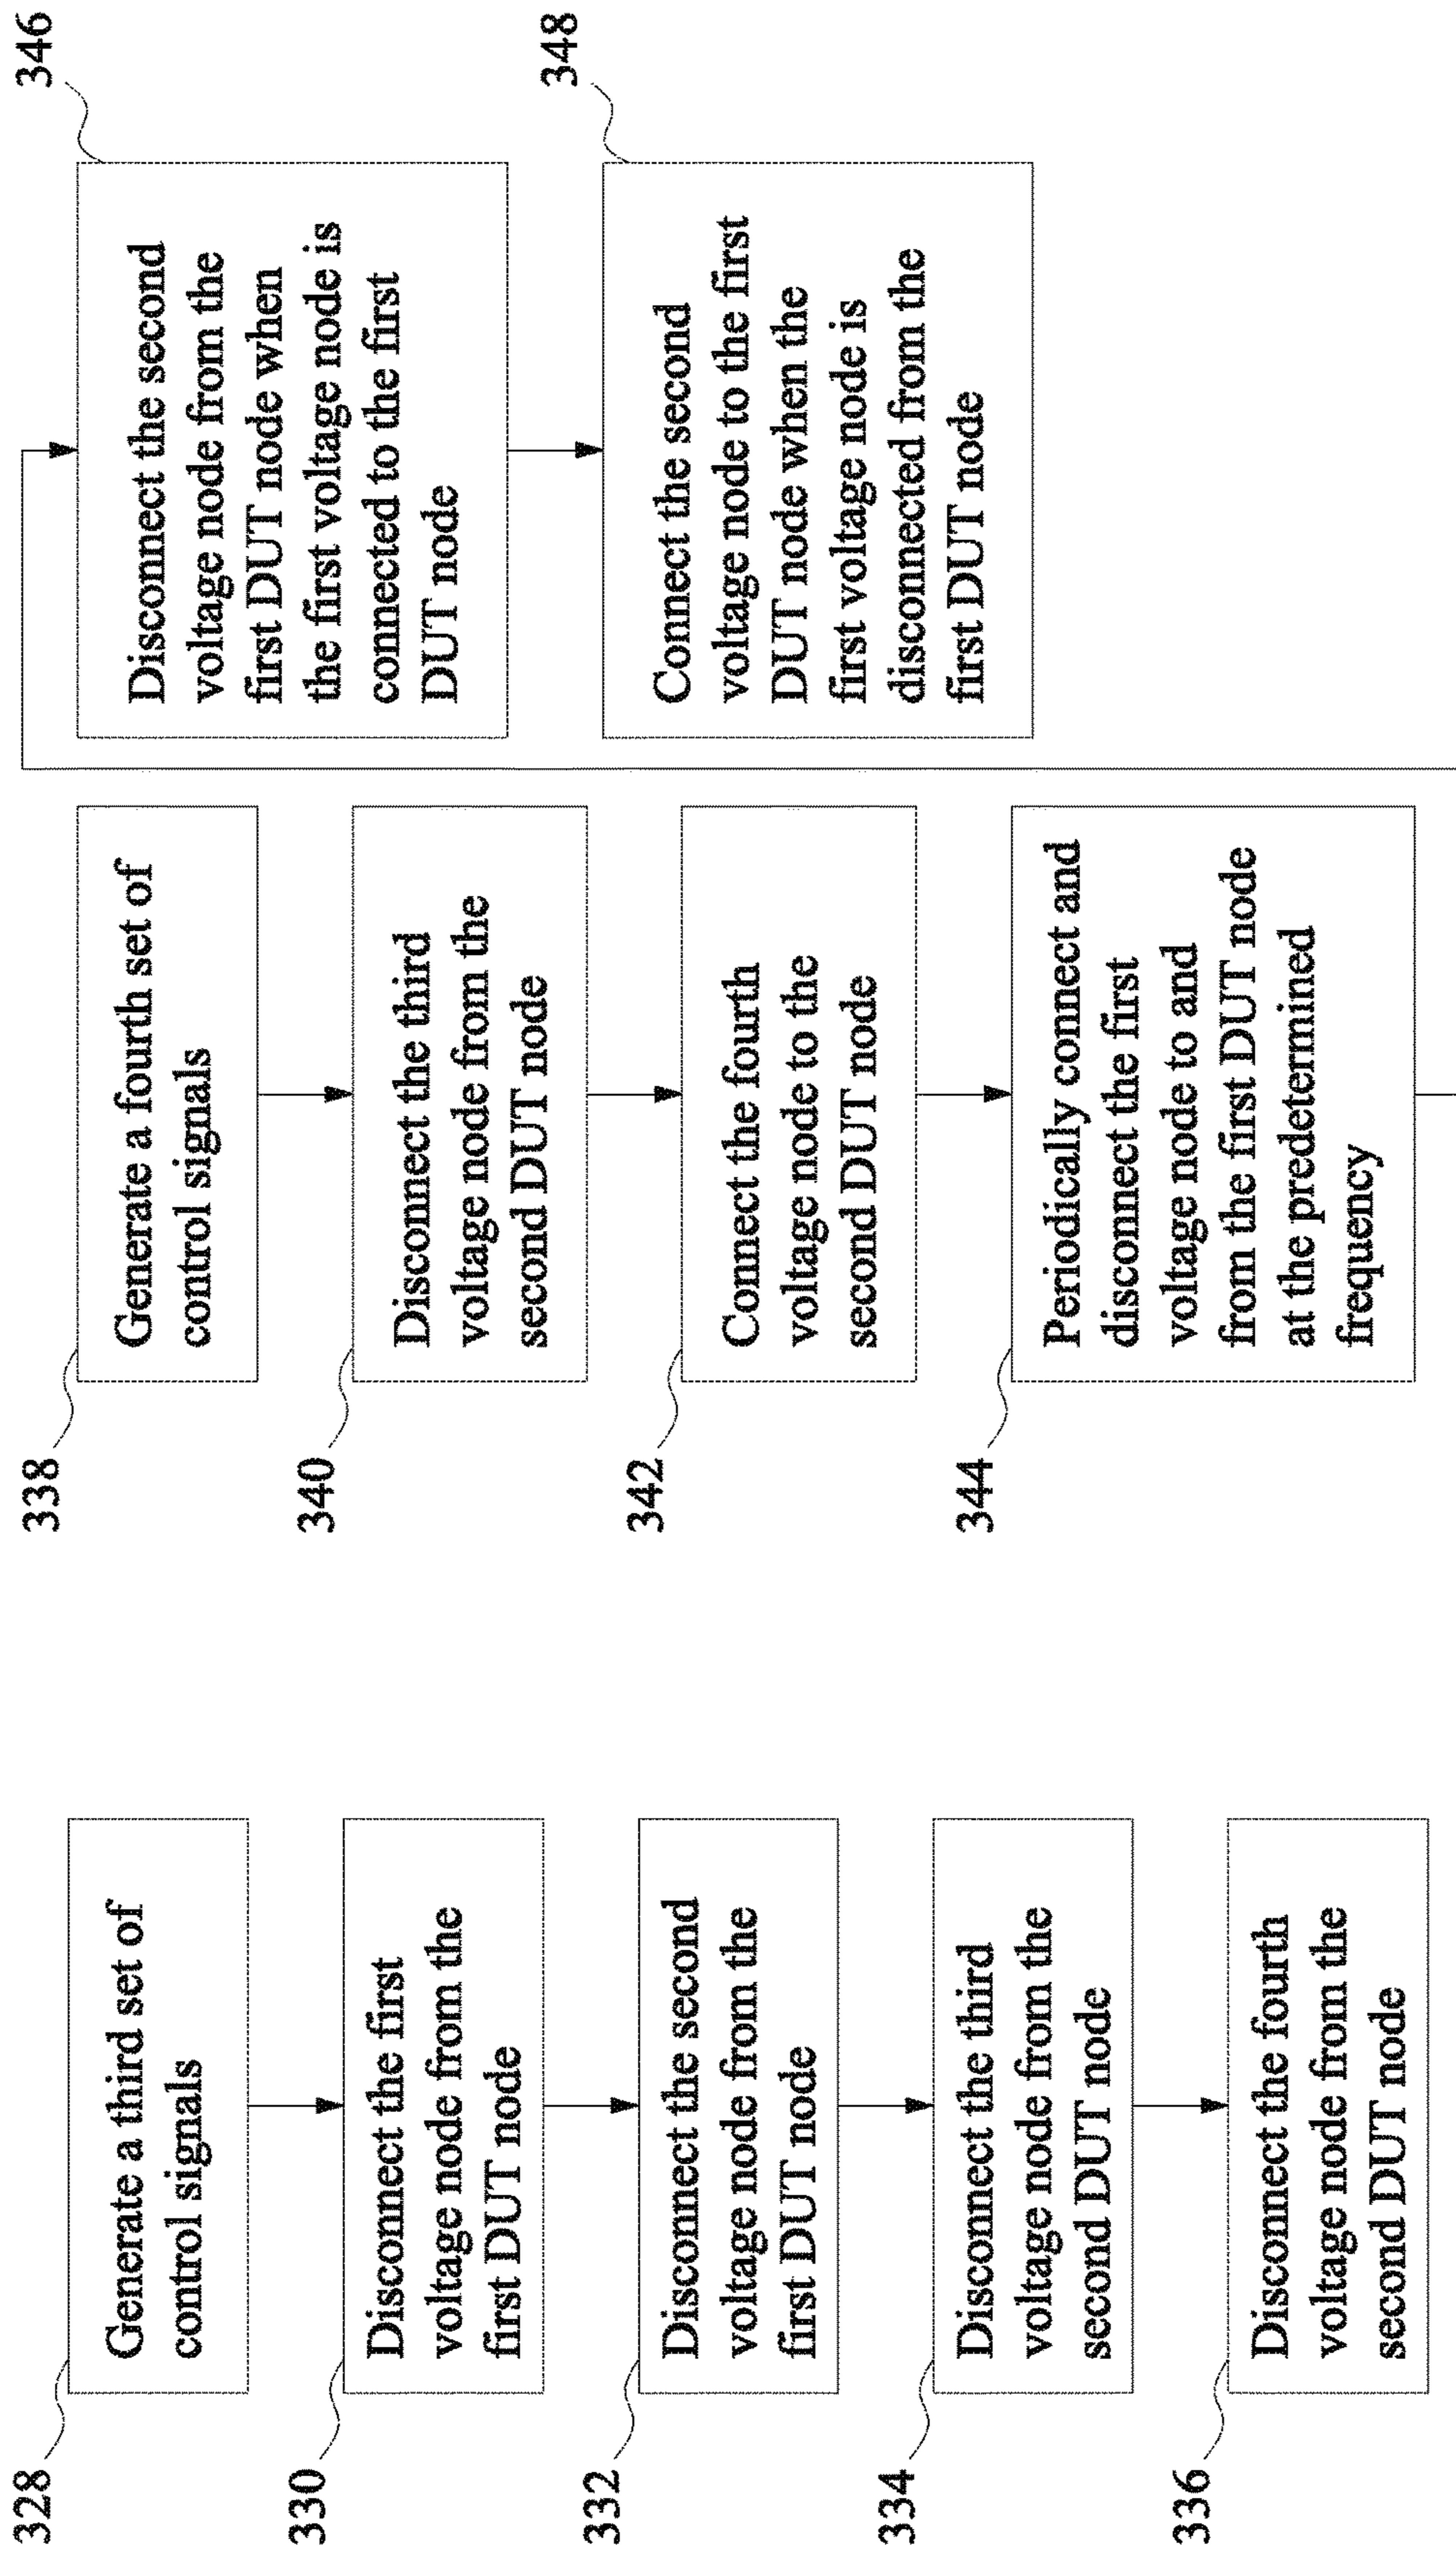 328
Generate a third set of
control signals
330
Disconnect the first
voltage node from the
first DUT node
332
Disconnect the second
voltage node from the
first DUT node
334
Disconnect the third
voltage node from the
second DUT node
336
Disconnect the fourth
voltage node from the
second DUT node
338
Generate a fourth set of
control signals
340
Disconnect the third
voltage node from the
second DUT node
342
Connect the fourth
voltage node to the
second DUT node
344
Periodically connect and
disconnect the first
voltage node to and
from the first DUT node
at the predetermined
frequency
346
Disconnect the second
voltage node from the
first DUT node when
the first voltage node is
connected to the first
DUT node
348
Connect the second
voltage node to the first
DUT node when the
first voltage node is
disconnected from the
first DUT node